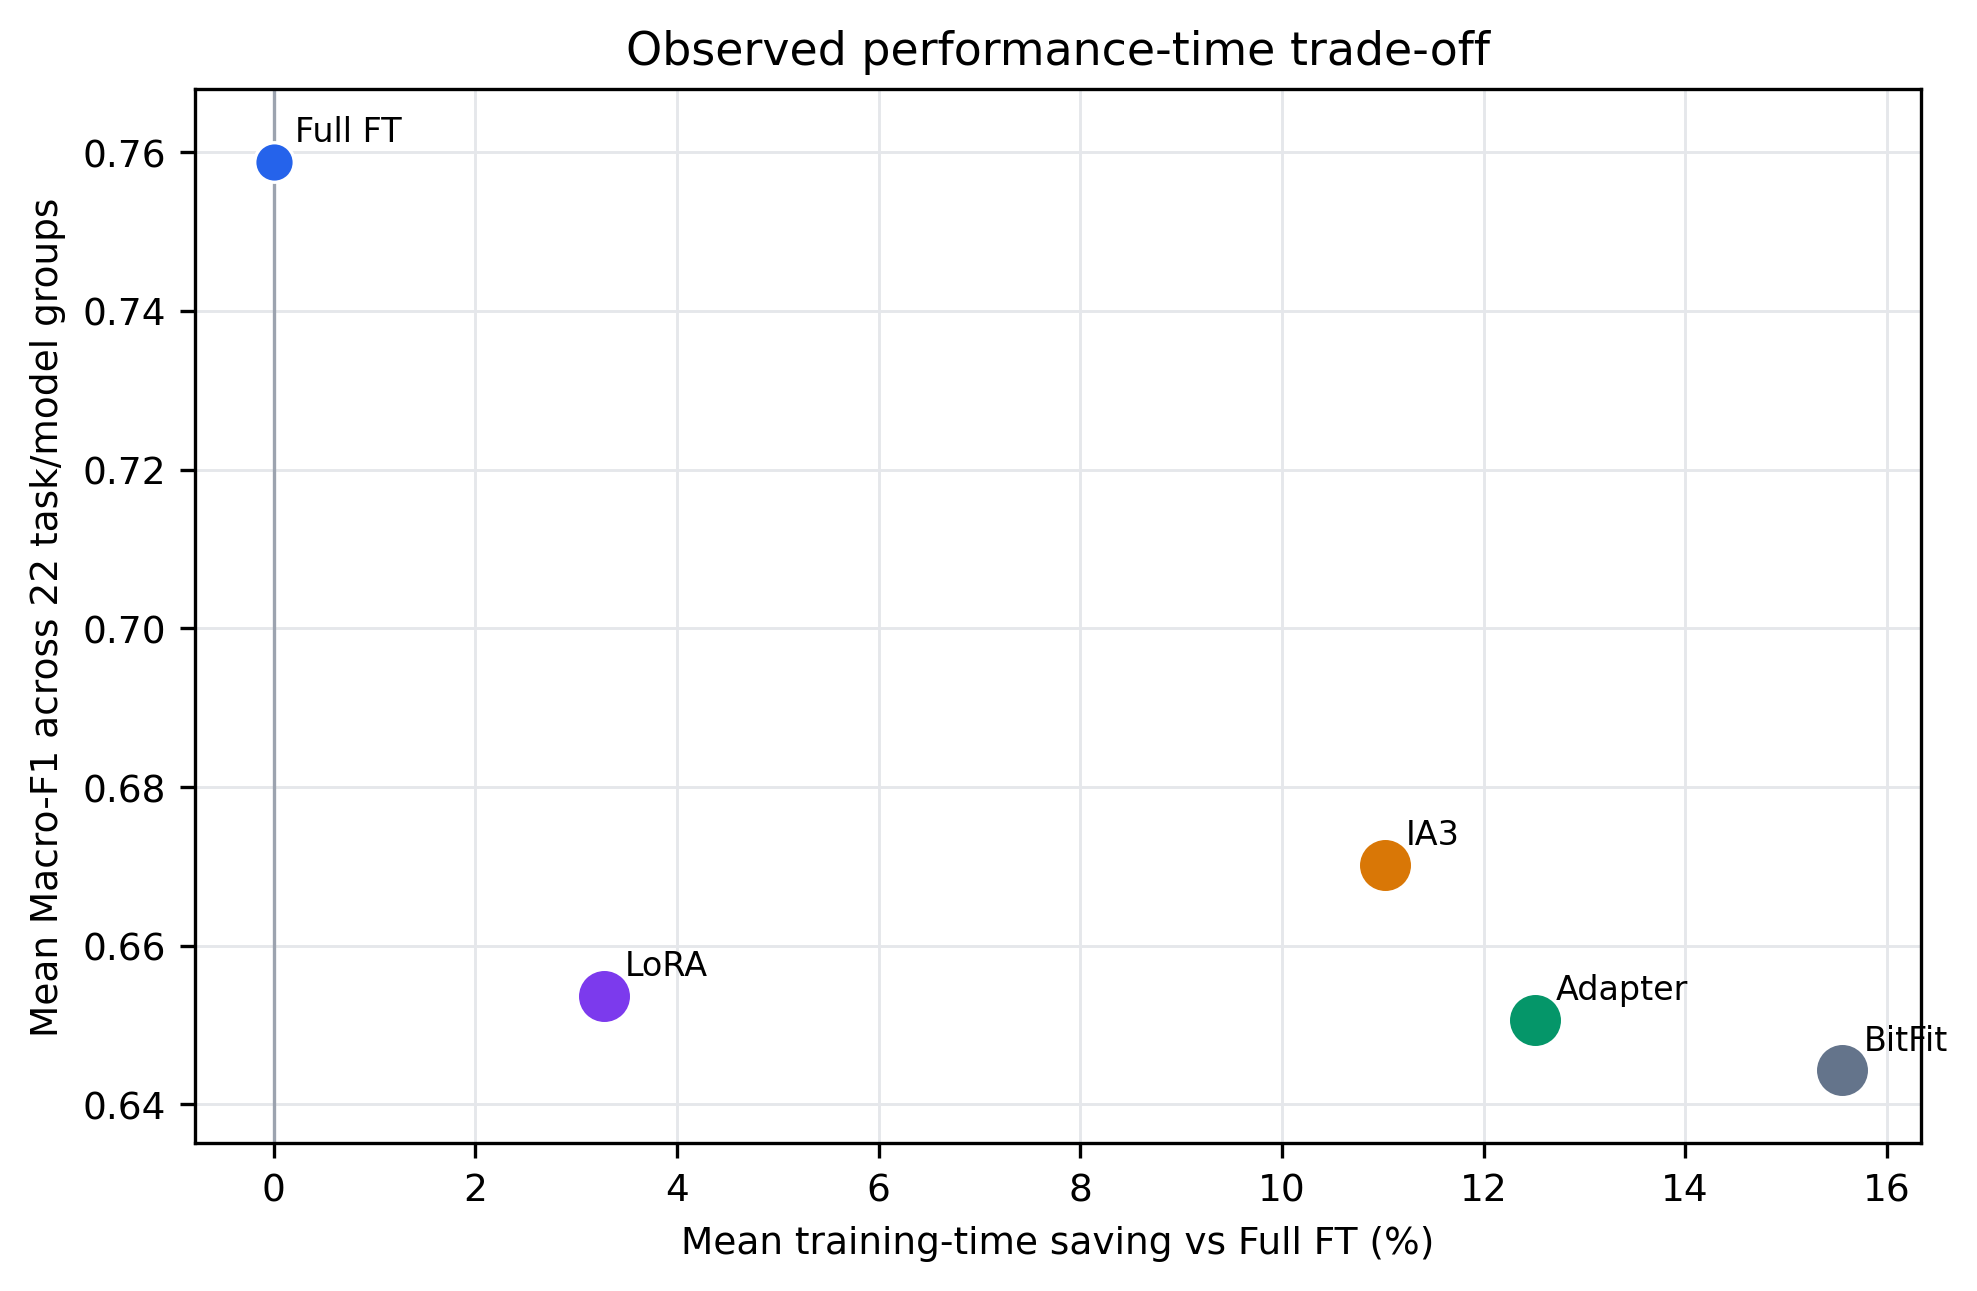 Observed performance-time trade-off
Mean Macro-F1 across 22 task/model groups
0.76
0.74
0.72
0.70
0.68
0.66
0.64
Full FT
IA3
LoRA
Adapter
BitFit
0 2 4 6 8 10 12 14 16
Mean training-time saving vs Full FT (%)